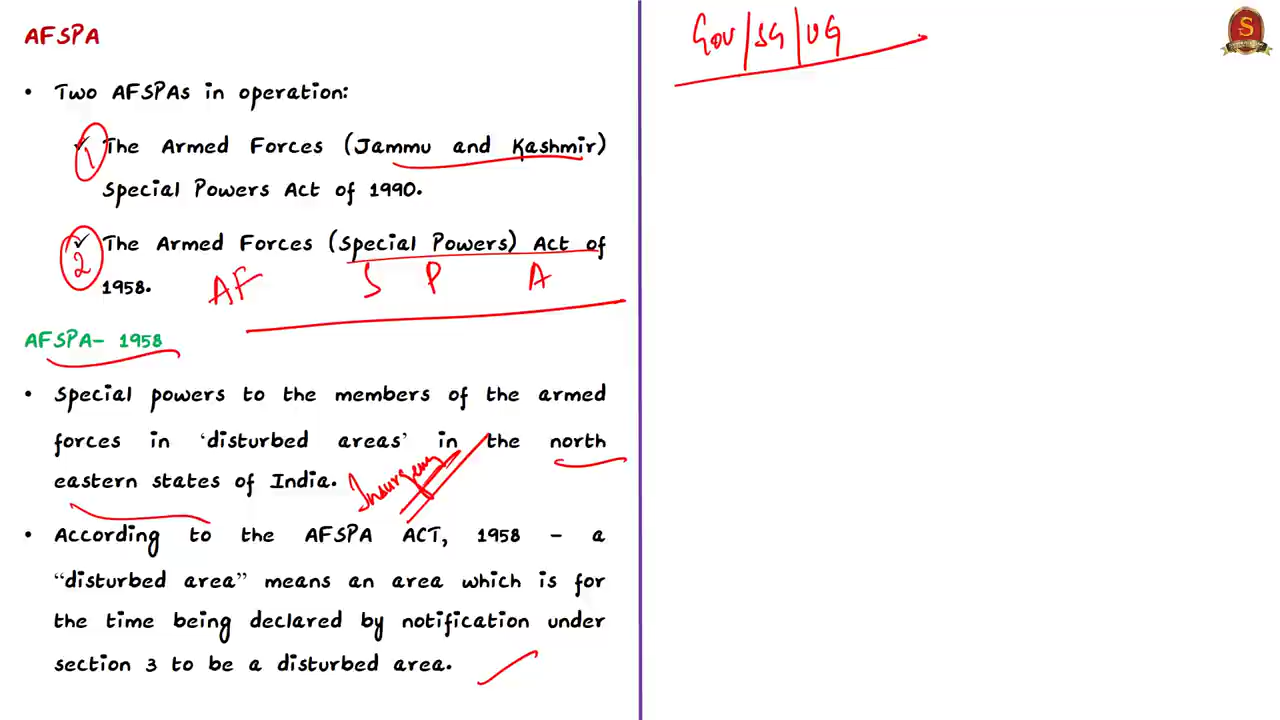 AFSPA
• Two AFSPAs in operation:
✓ The Armed Forces (Jammu and Kashmir)
1
Special Powers Act of 1990.
✓ The Armed Forces (Special Powers) Act of
2
1958.
AF S P A
AFSPA- 1958
• Special powers to the members of the armed
forces in ‘disturbed areas’ in the north
eastern states of India.
Insurgency
• According to the AFSPA ACT, 1958 - a
“disturbed area” means an area which is for
the time being declared by notification under
section 3 to be a disturbed area.
Gov/SG/UG
S